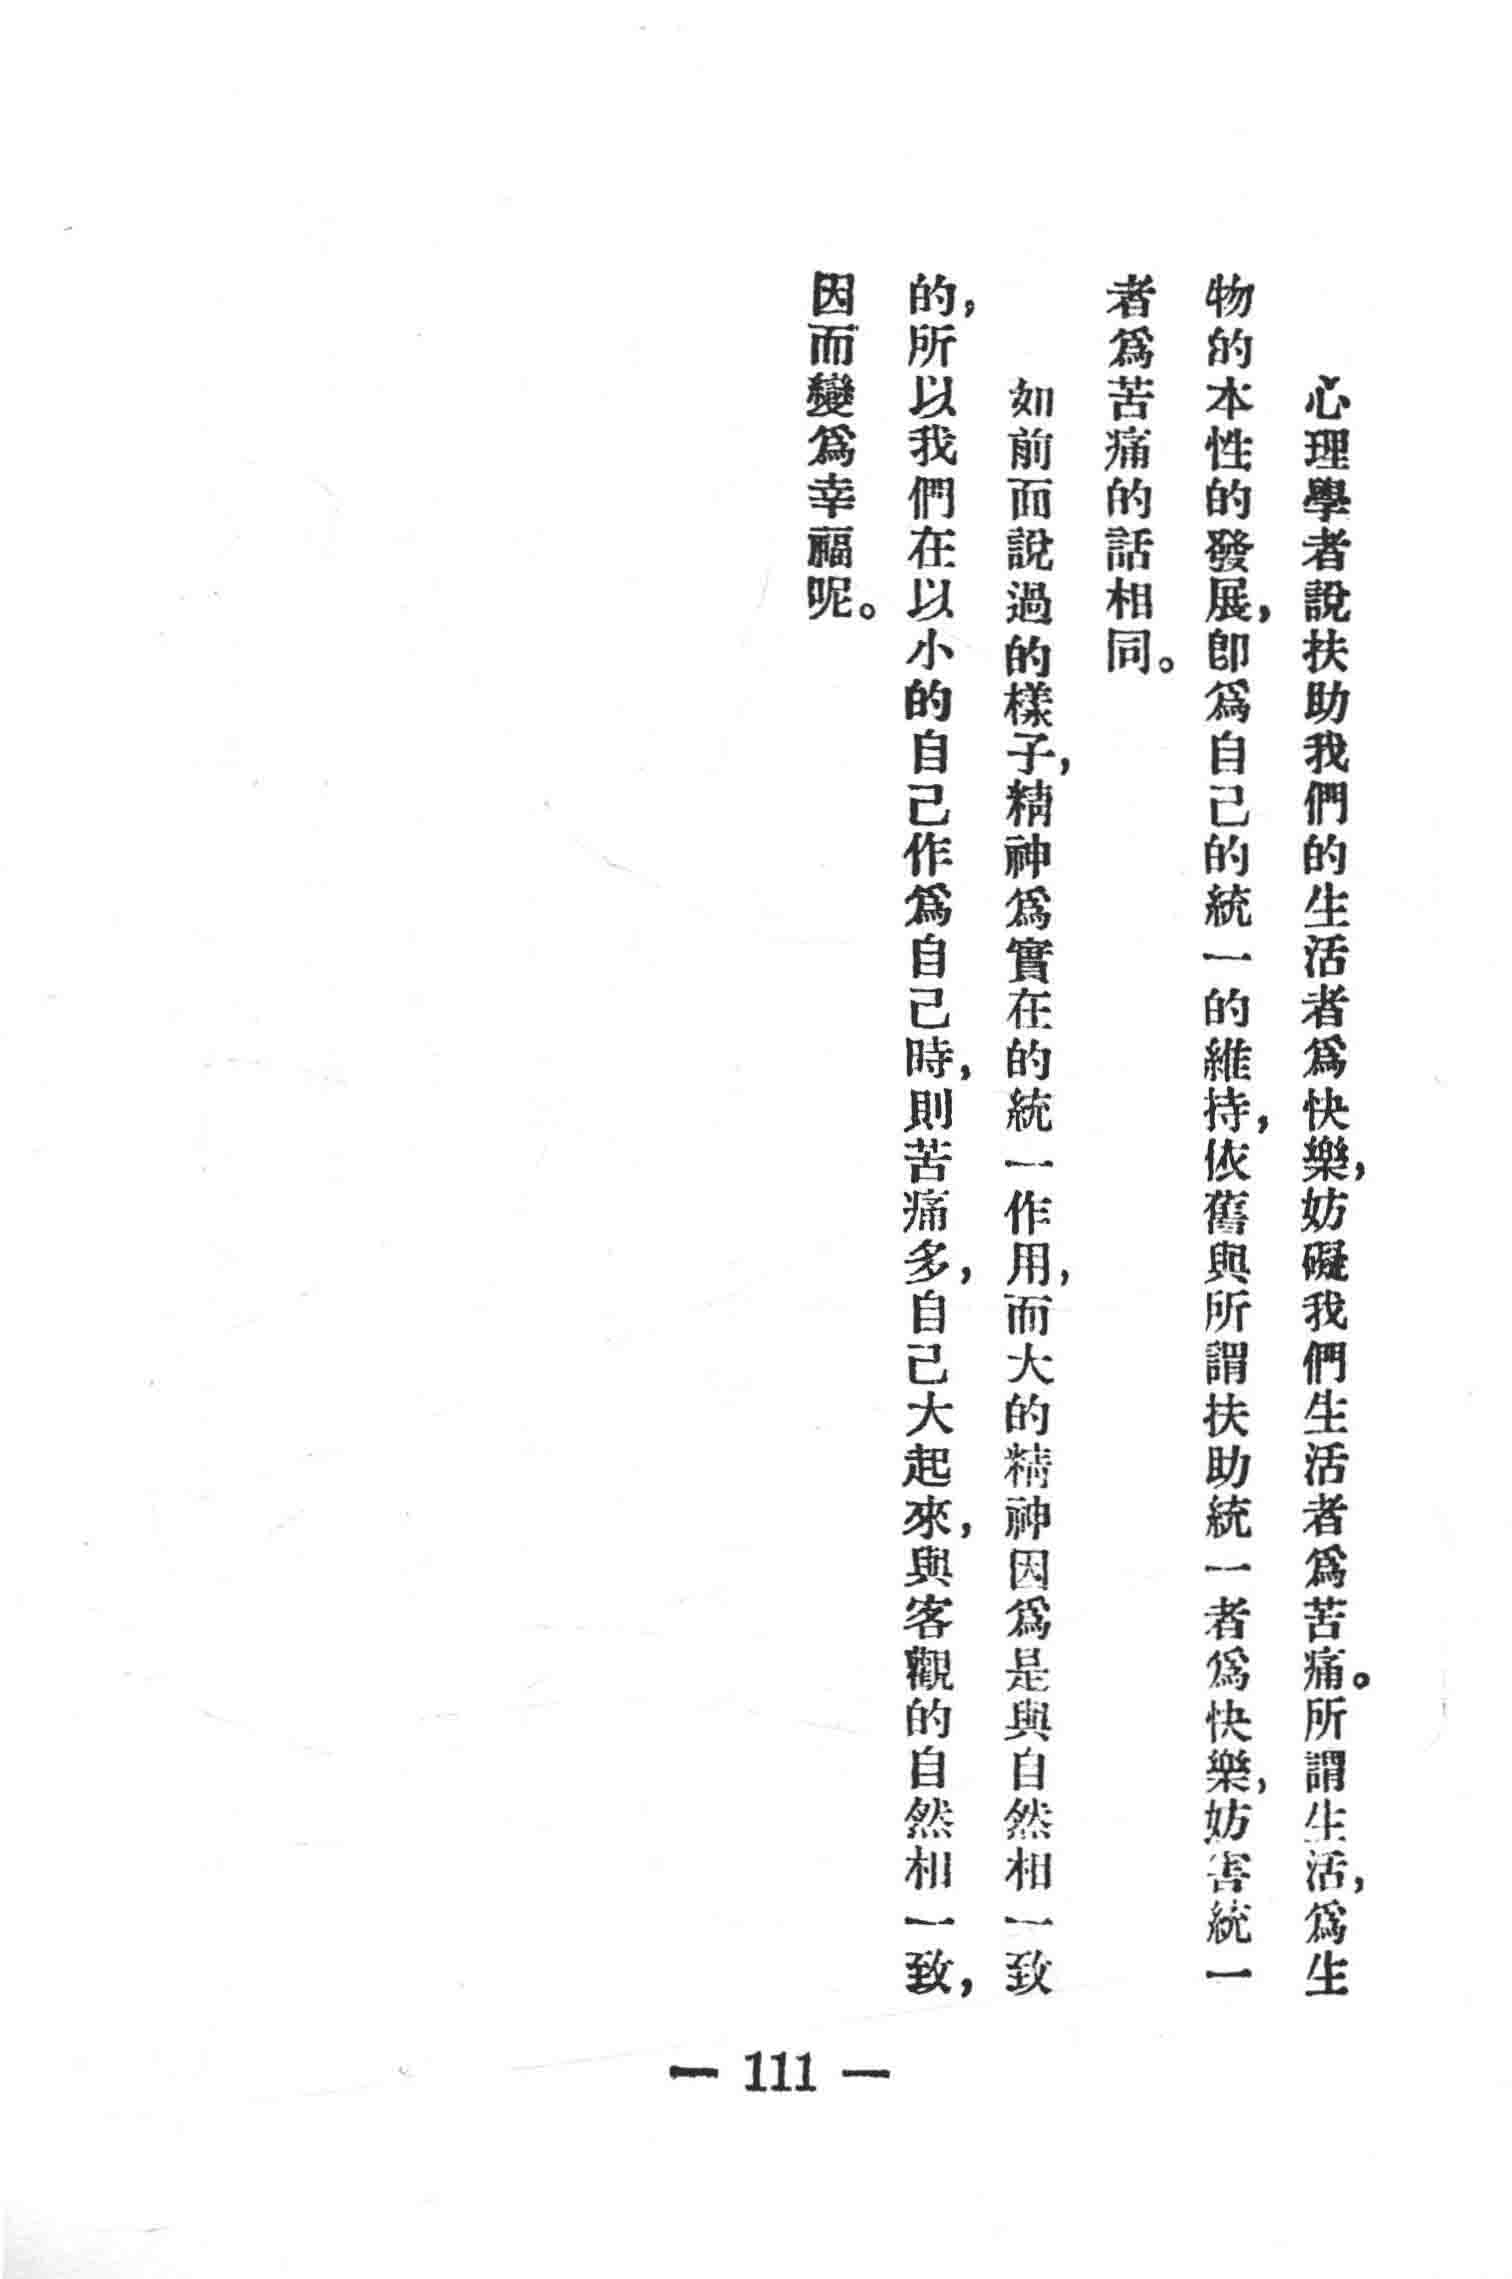 心理學者說扶助我們的生活者爲快樂，妨礙我們生活者爲苦痛。所謂生活，爲生
物的本性的發展，卽爲自己的統一的維持，依舊與所謂扶助統一者爲快樂，妨害統一
者爲苦痛的話相同。
如前面說過的樣子，精神爲實在的統一作用，而大的精神因爲是與自然相一致
的，所以我們在以小的自己作爲自己時，則苦痛多，自己大起來，與客觀的自然相一致，
因而變爲幸福呢。
— 111 —